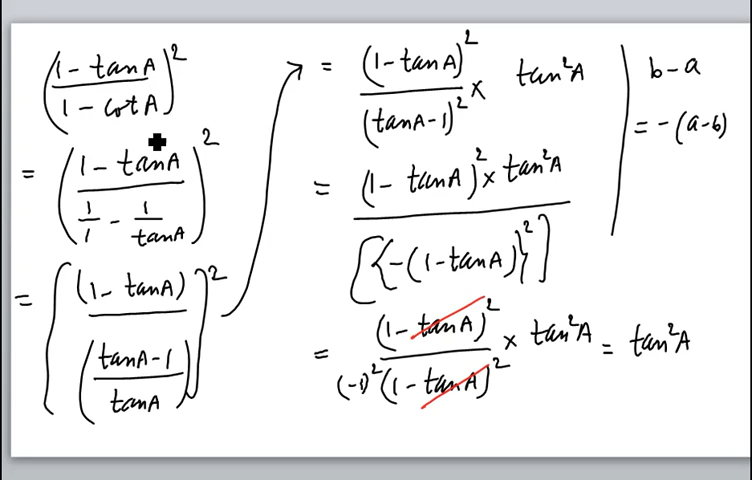 ((1 - tanA)/(1 - cotA))²
= ((1 - tanA)/(1/1 - 1/tanA))²
= {(1 - tanA)/((tanA - 1)/tanA)}²
= (1 - tanA)²/(tanA - 1)² × tan²A
= (1 - tanA)² × tan²A/[{-(1 - tanA)}²]
= (1 - tanA)²/(-1)²(1 - tanA)² × tan²A = tan²A
b - a
= -(a - b)